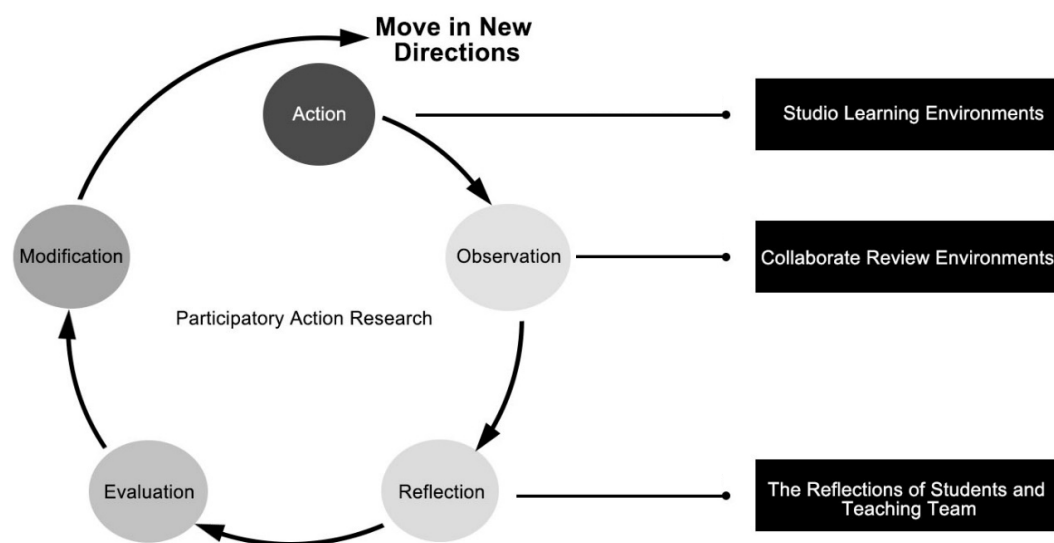 Move in New
Directions
Action
Studio Learning Environments
Modification
Observation
Collaborate Review Environments
Participatory Action Research
Evaluation
Reflection
The Reflections of Students and
Teaching Team